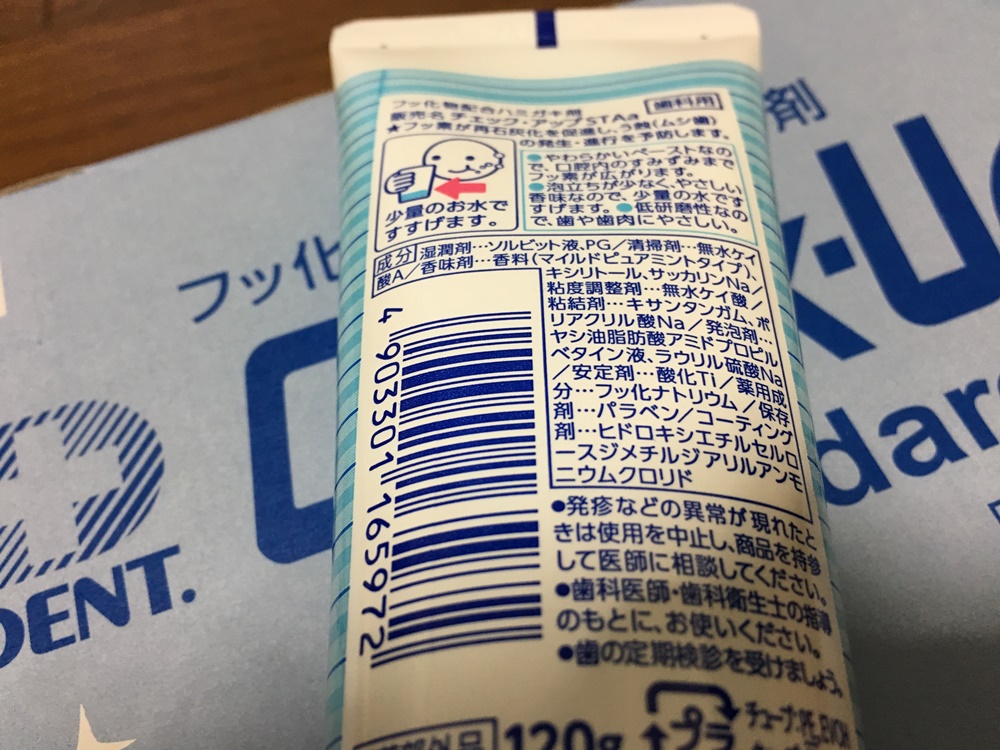 フッ化物配合ハミガキ剤
歯科用
販売名 チェック・アップSTAa
★フッ素が再石灰化を促進し、う蝕(ムシ歯)
の発生・進行を予防します。
少量のお水で
すすげます。
●やわらかいペーストなの
で、口腔内のすみずみまで
フッ素が広がります。
●泡立ちが少なく、やさしい
香味なので、少量の水です
すげます。●低研磨性なの
で、歯や歯肉にやさしい。
成分 湿潤剤…ソルビット液、PG/清掃剤…無水ケイ
酸A/香味剤…香料(マイルドピュアミントタイプ)、
キシリトール、サッカリンNa/
粘度調整剤…無水ケイ酸/
粘結剤…キサンタンガム、ポ
リアクリル酸Na/発泡剤…
ヤシ油脂肪酸アミドプロピル
ベタイン液、ラウリル硫酸Na
/安定剤…酸化Ti/薬用成
分…フッ化ナトリウム/保存
剤…パラベン/コーティング
剤…ヒドロキシエチルセルロ
ースジメチルジアリルアンモ
ニウムクロリド
4 903301 165972
●発疹などの異常が現れたと
きは使用を中止し、商品を持参
して医師に相談してください。
●歯科医師・歯科衛生士の指導
のもとに、お使いください。
●歯の定期検診を受けましょう。
120g
プラ
チューブ:PE,EVOH
フッ化
剤
k-U
dar
DENT.